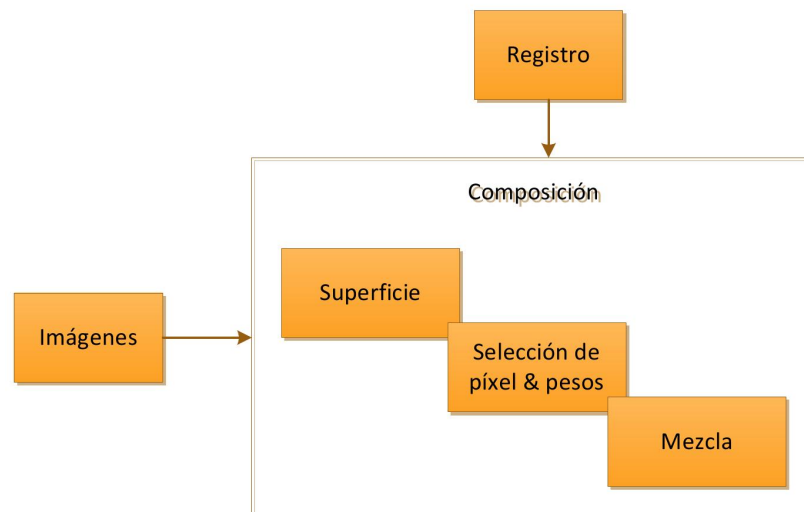 Registro
Composición
Superficie
Imágenes
Selección de
píxel & pesos
Mezcla